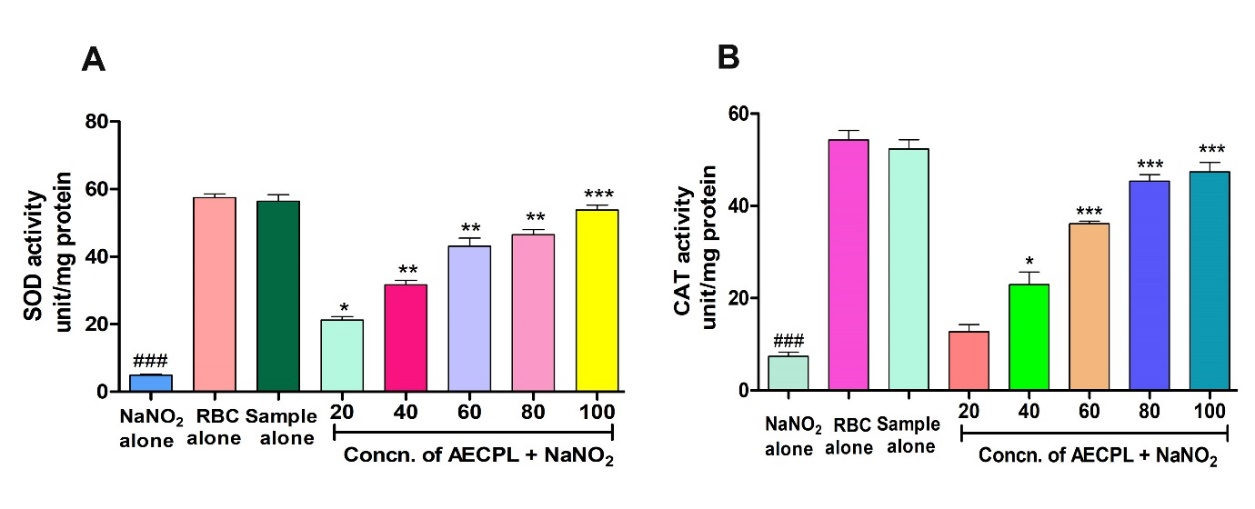 A
SOD activity
unit/mg protein
80
60
40
20
0
###
*
**
**
**
***
NaNO₂ alone
RBC alone
Sample alone
20 40 60 80 100
Concn. of AECPL + NaNO₂
B
CAT activity
unit/mg protein
60
40
20
0
###
*
***
***
***
NaNO₂ alone
RBC alone
Sample alone
20 40 60 80 100
Concn. of AECPL + NaNO₂